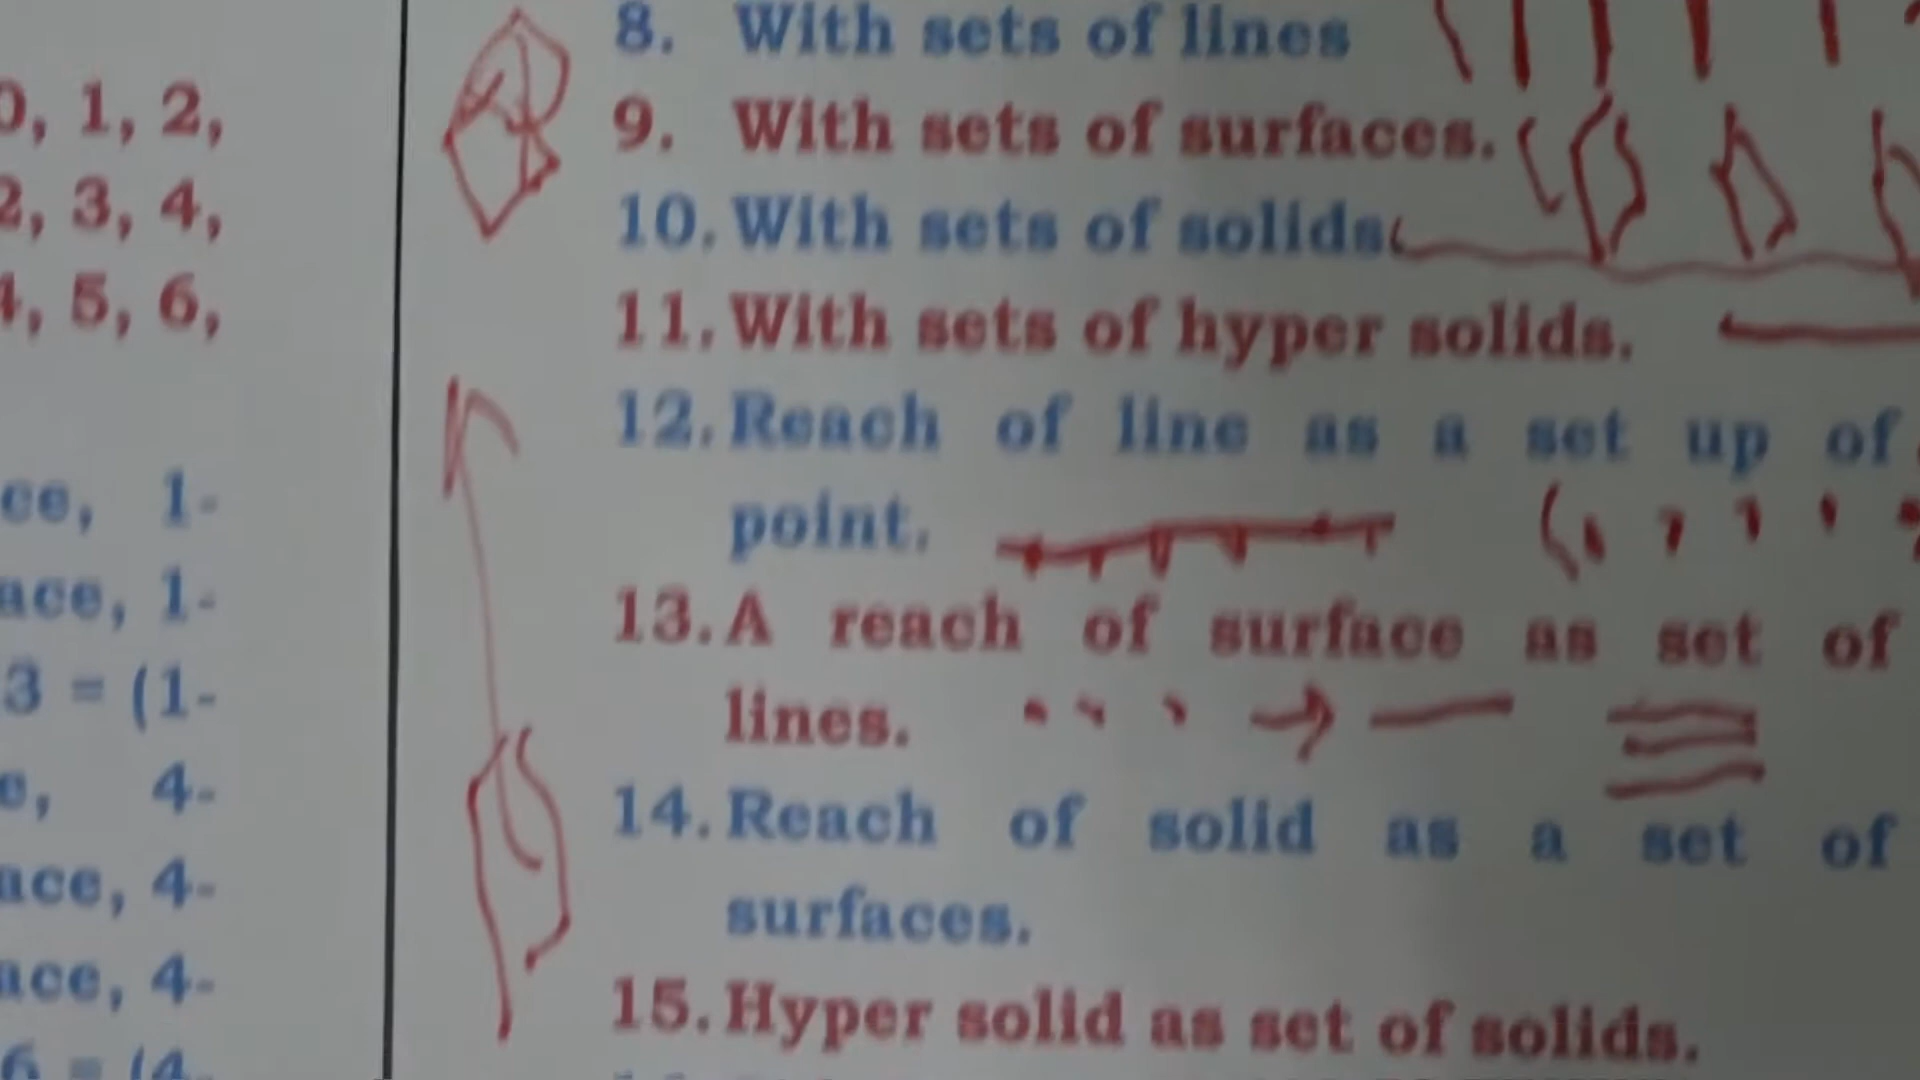 0, 1, 2,
2, 3, 4,
4, 5, 6,
ce, 1-
ace, 1-
3 = (1-
e, 4-
ace, 4-
ace, 4-
6 = (4-
8. With sets of lines
9. With sets of surfaces.
10. With sets of solids
11. With sets of hyper solids.
12. Reach of line as a set up of
point.
13. A reach of surface as set of
lines.
14. Reach of solid as a set of
surfaces.
15. Hyper solid as set of solids.